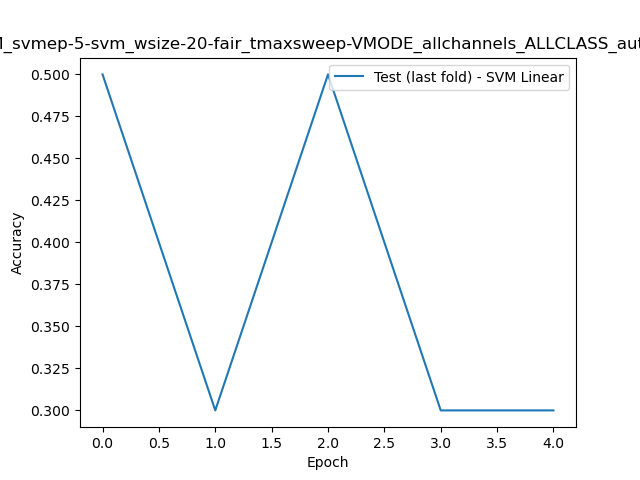 _svmep-5-svm_wsize-20-fair_tmaxsweep-VMODE_allchannels_ALLCLASS_aut
Test (last fold) - SVM Linear
0.500
0.475
0.450
0.425
0.400
0.375
0.350
0.325
0.300
Accuracy
0.0 0.5 1.0 1.5 2.0 2.5 3.0 3.5 4.0
Epoch